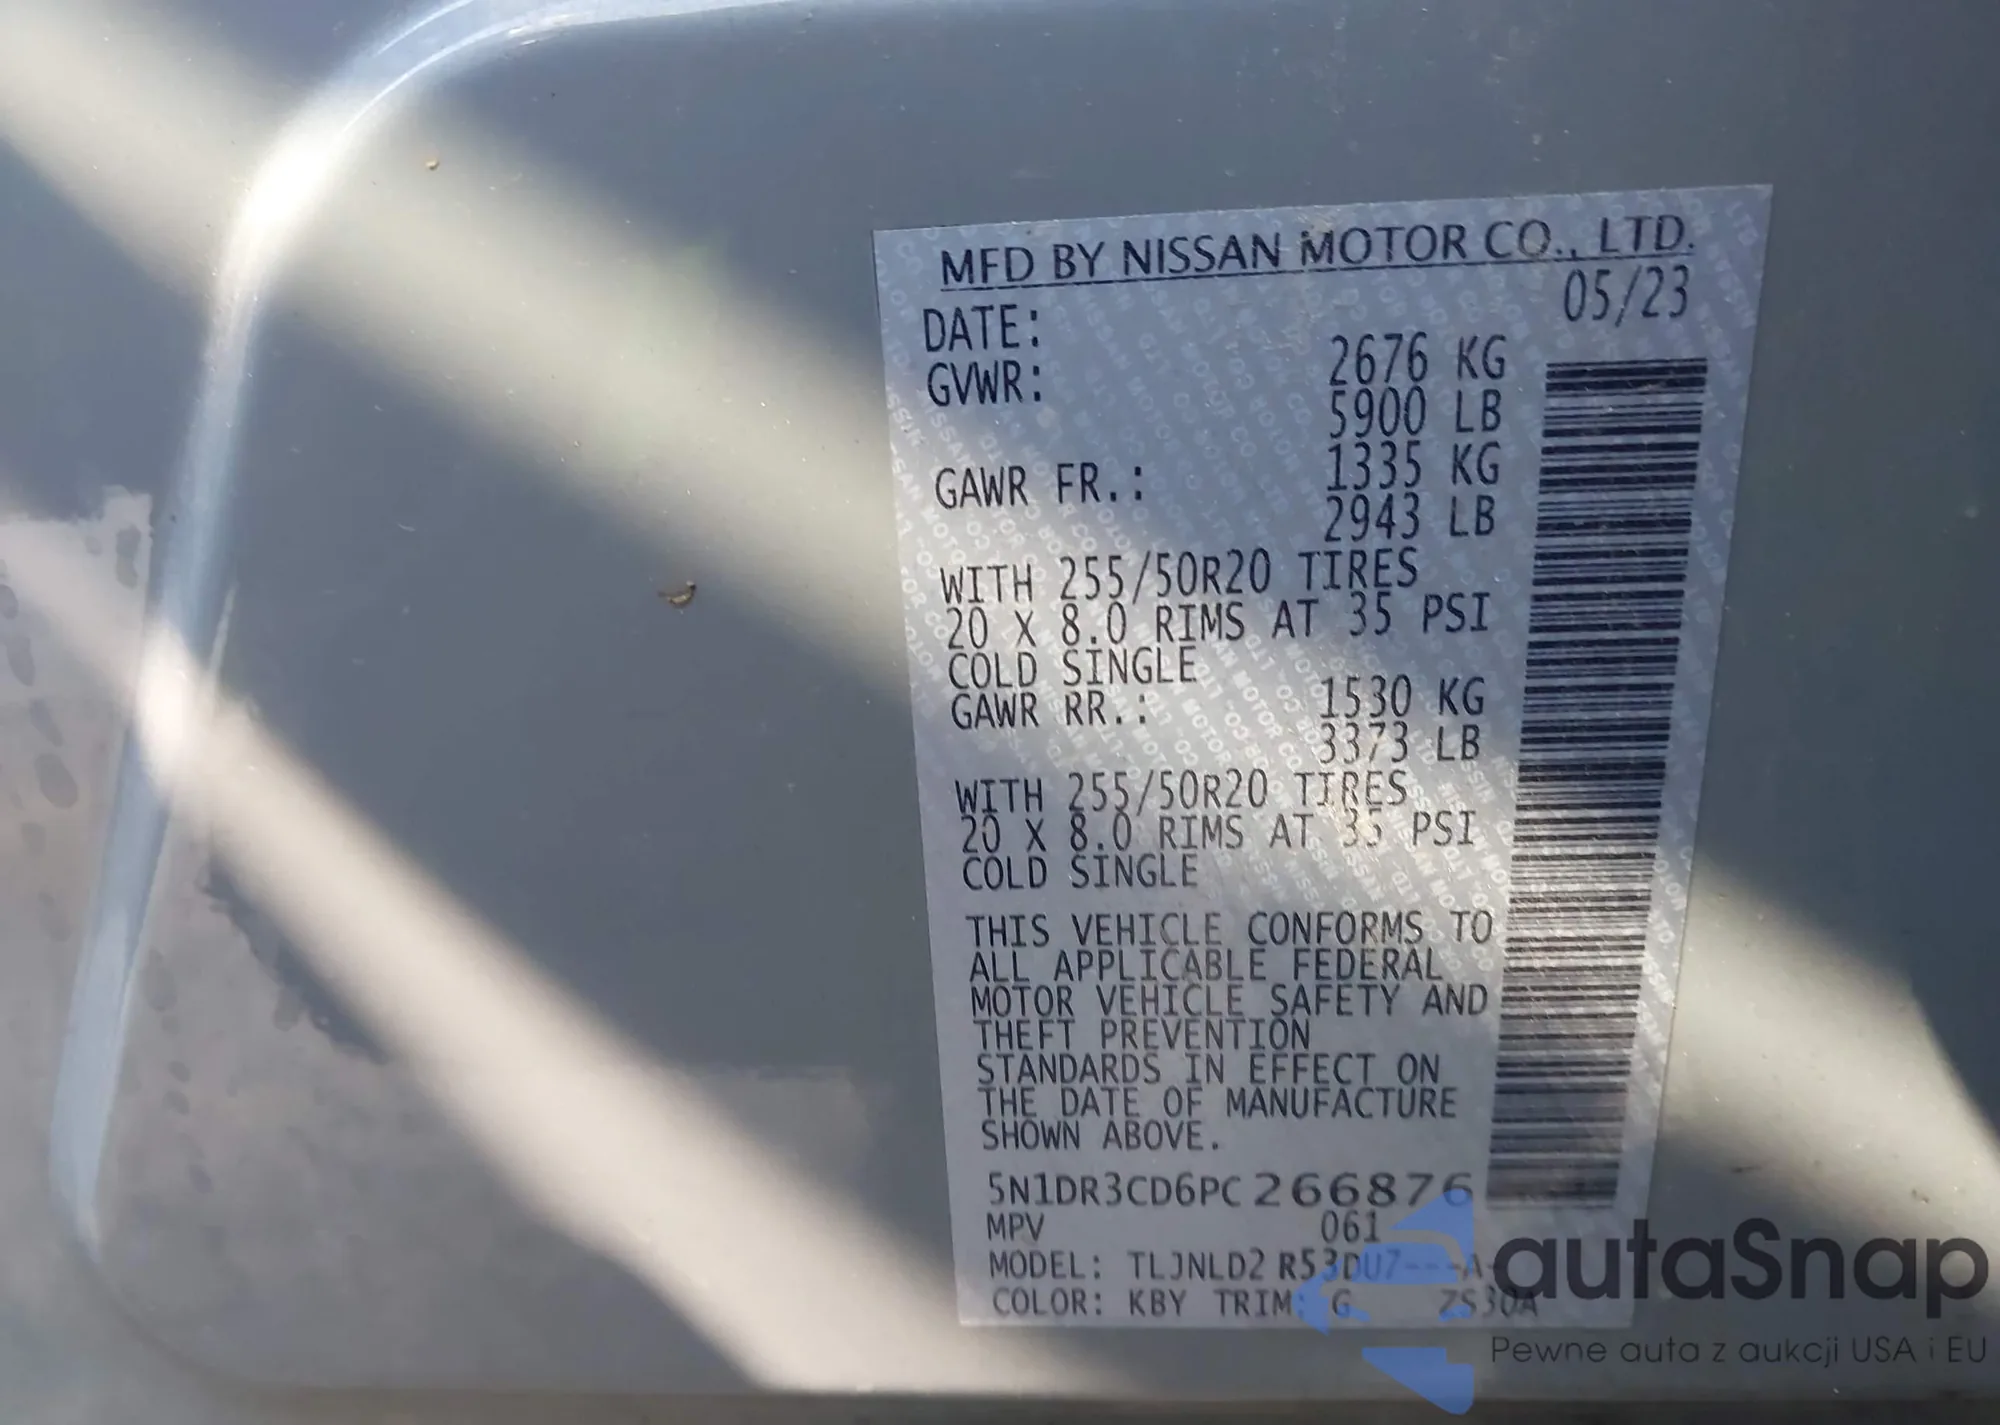 MFD BY NISSAN MOTOR CO., LTD.
DATE: 05/23
GVWR: 2676 KG
5900 LB
GAWR FR.: 1335 KG
2943 LB
WITH 255/50R20 TIRES
20 X 8.0 RIMS AT 35 PSI
COLD SINGLE
GAWR RR.: 1530 KG
3373 LB
WITH 255/50R20 TIRES
20 X 8.0 RIMS AT 35 PSI
COLD SINGLE
THIS VEHICLE CONFORMS TO
ALL APPLICABLE FEDERAL
MOTOR VEHICLE SAFETY AND
THEFT PREVENTION
STANDARDS IN EFFECT ON
THE DATE OF MANUFACTURE
SHOWN ABOVE.
5N1DR3CD6PC266876
MPV 061
MODEL: TLJNLD2 R53DU7---A-
COLOR: KBY TRIM: G ZS30A
autaSnap
Pewne auta z aukcji USA i EU